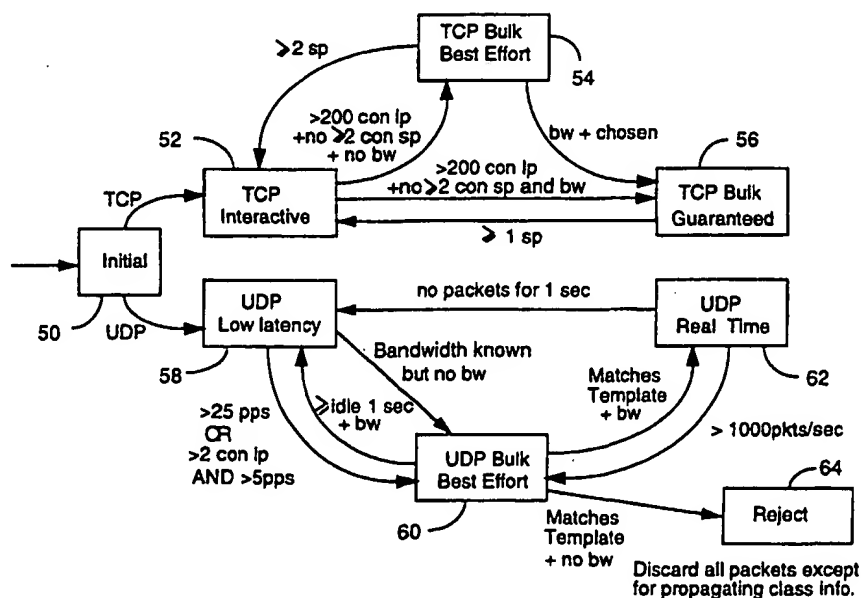 TCP Bulk
Best Effort
54
⩾2 sp
52
>200 con lp
+no ⩾2 con sp
+ no bw
bw + chosen
56
TCP
Interactive
>200 con lp
+no ⩾2 con sp and bw
TCP Bulk
Guaranteed
⩾ 1 sp
TCP
Initial
50
UDP
UDP
Low latency
58
no packets for 1 sec
UDP
Real Time
62
Bandwidth known
but no bw
⩾idle 1 sec
+ bw
>25 pps
OR
>2 con lp
AND >5pps
Matches
Template
+ bw
> 1000pkts/sec
UDP Bulk
Best Effort
60
Matches
Template
+ no bw
64
Reject
Discard all packets except
for propagating class info.